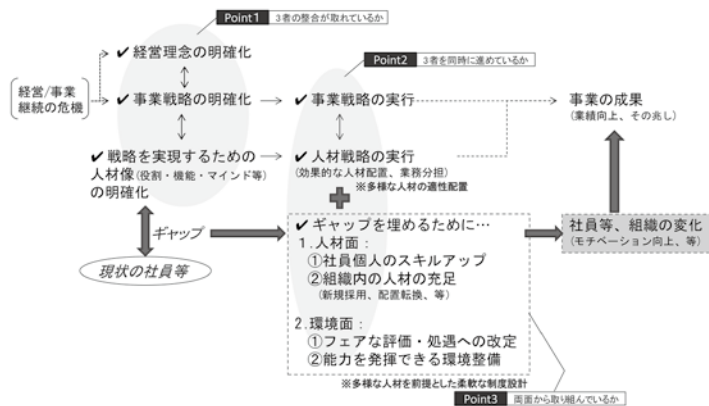 Point1 3者の整合が取れているか
✔ 経営理念の明確化
Point2 3者を同時に進めているか
経営/事業
継続の危機
✔ 事業戦略の明確化
✔ 事業戦略の実行
事業の成果
(業績向上、その兆し)
✔ 戦略を実現するための
人材像(役割・機能・マインド等)
の明確化
✔ 人材戦略の実行
(効果的な人材配置、業務分担)
※多様な人材の適性配置
ギャップ
現状の社員等
✔ ギャップを埋めるために…
1.人材面：
①社員個人のスキルアップ
②組織内の人材の充足
(新規採用、配置転換、等)
2.環境面：
①フェアな評価・処遇への改定
②能力を発揮できる環境整備
※多様な人材を前提とした柔軟な制度設計
社員等、組織の変化
(モチベーション向上、等)
Point3 両面から取り組んでいるか